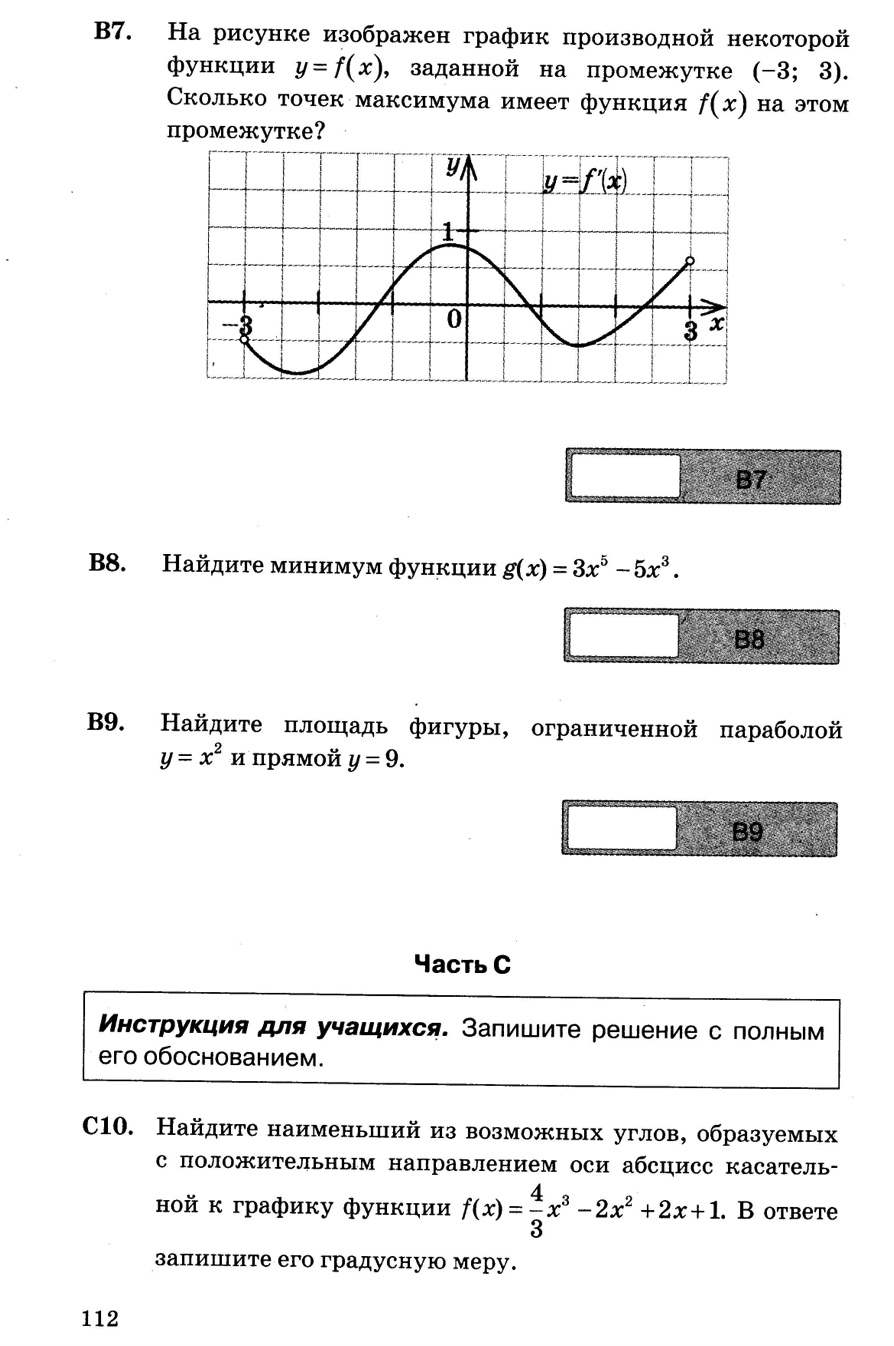 В7. На рисунке изображен график производной некоторой
функции y = f(x), заданной на промежутке (−3; 3).
Сколько точек максимума имеет функция f(x) на этом
промежутке?
y
y = f′(x)
1
−3
0
3
x
В7
В8. Найдите минимум функции g(x) = 3x⁵ − 5x³.
В8
В9. Найдите площадь фигуры, ограниченной параболой
y = x² и прямой y = 9.
В9
Часть С
Инструкция для учащихся. Запишите решение с полным
его обоснованием.
С10. Найдите наименьший из возможных углов, образуемых
с положительным направлением оси абсцисс касатель-
ной к графику функции f(x) = 4/3 x³ − 2x² + 2x + 1. В ответе
запишите его градусную меру.
112